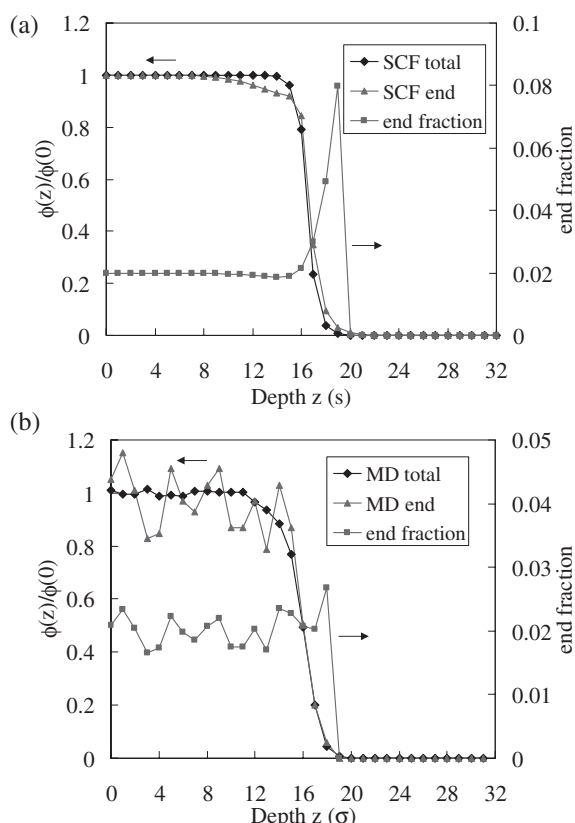 (a)
1.2
1
0.8
0.6
0.4
0.2
0
ϕ(z)/ϕ(0)
SCF total
SCF end
end fraction
0.1
0.08
0.06
0.04
0.02
0
end fraction
0 4 8 12 16 20 24 28 32
Depth z (s)
(b)
1.2
1
0.8
0.6
0.4
0.2
0
ϕ(z)/ϕ(0)
MD total
MD end
end fraction
0.05
0.04
0.03
0.02
0.01
0
end fraction
0 4 8 12 16 20 24 28 32
Depth z (σ)